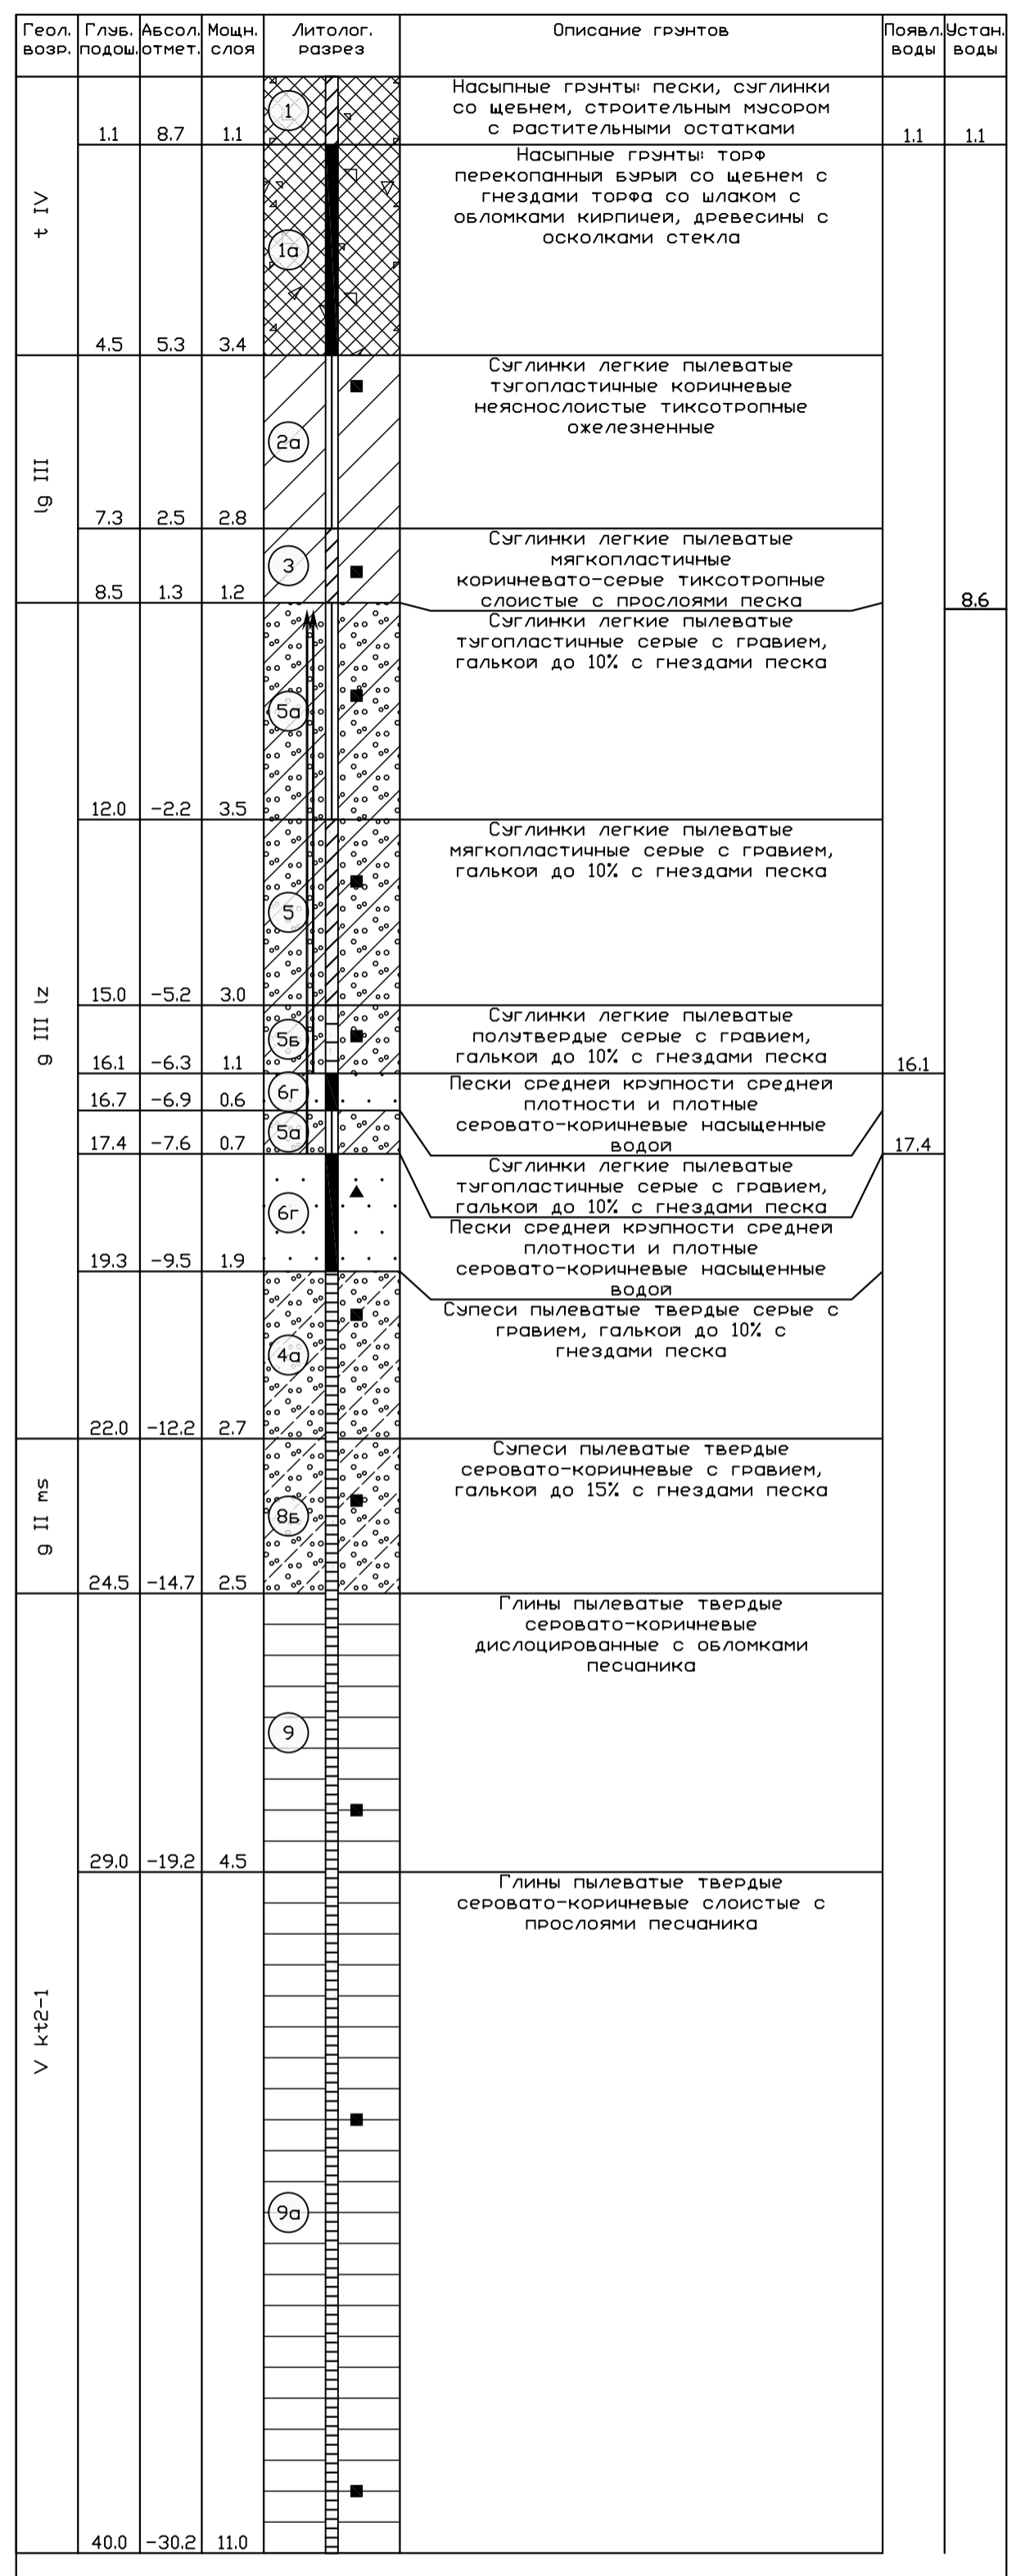 Геол. возр.
Глуб. подош.
Абсол. отмет.
Мощн. слоя
Литолог. разрез
Описание грунтов
Появл. воды
Устан. воды
t IV
1
Насыпные грунты: пески, суглинки
со щебнем, строительным мусором
с растительными остатками
1.1 8.7 1.1
1.1 1.1
1а
Насыпные грунты: торф
перекопанный бурый со щебнем с
гнездами торфа со шлаком с
обломками кирпичей, древесины с
осколками стекла
4.5 5.3 3.4
lg III
2а
Суглинки легкие пылеватые
тугопластичные коричневые
неяснослоистые тиксотропные
ожелезненные
7.3 2.5 2.8
3
Суглинки легкие пылеватые
мягкопластичные
коричневато-серые тиксотропные
слоистые с прослоями песка
8.5 1.3 1.2
8.6
g III lz
5а
Суглинки легкие пылеватые
тугопластичные серые с гравием,
галькой до 10% с гнездами песка
12.0 -2.2 3.5
5
Суглинки легкие пылеватые
мягкопластичные серые с гравием,
галькой до 10% с гнездами песка
15.0 -5.2 3.0
5б
Суглинки легкие пылеватые
полутвердые серые с гравием,
галькой до 10% с гнездами песка
16.1 -6.3 1.1
16.1
6г
Пески средней крупности средней
плотности и плотные
серовато-коричневые насыщенные
водой
16.7 -6.9 0.6
5а
Суглинки легкие пылеватые
тугопластичные серые с гравием,
галькой до 10% с гнездами песка
17.4 -7.6 0.7
17.4
6г
Пески средней крупности средней
плотности и плотные
серовато-коричневые насыщенные
водой
19.3 -9.5 1.9
4а
Супеси пылеватые твердые серые с
гравием, галькой до 10% с
гнездами песка
22.0 -12.2 2.7
g II ms
8б
Супеси пылеватые твердые
серовато-коричневые с гравием,
галькой до 15% с гнездами песка
24.5 -14.7 2.5
V kt2-1
9
Глины пылеватые твердые
серовато-коричневые
дислоцированные с обломками
песчаника
29.0 -19.2 4.5
9а
Глины пылеватые твердые
серовато-коричневые слоистые с
прослоями песчаника
40.0 -30.2 11.0